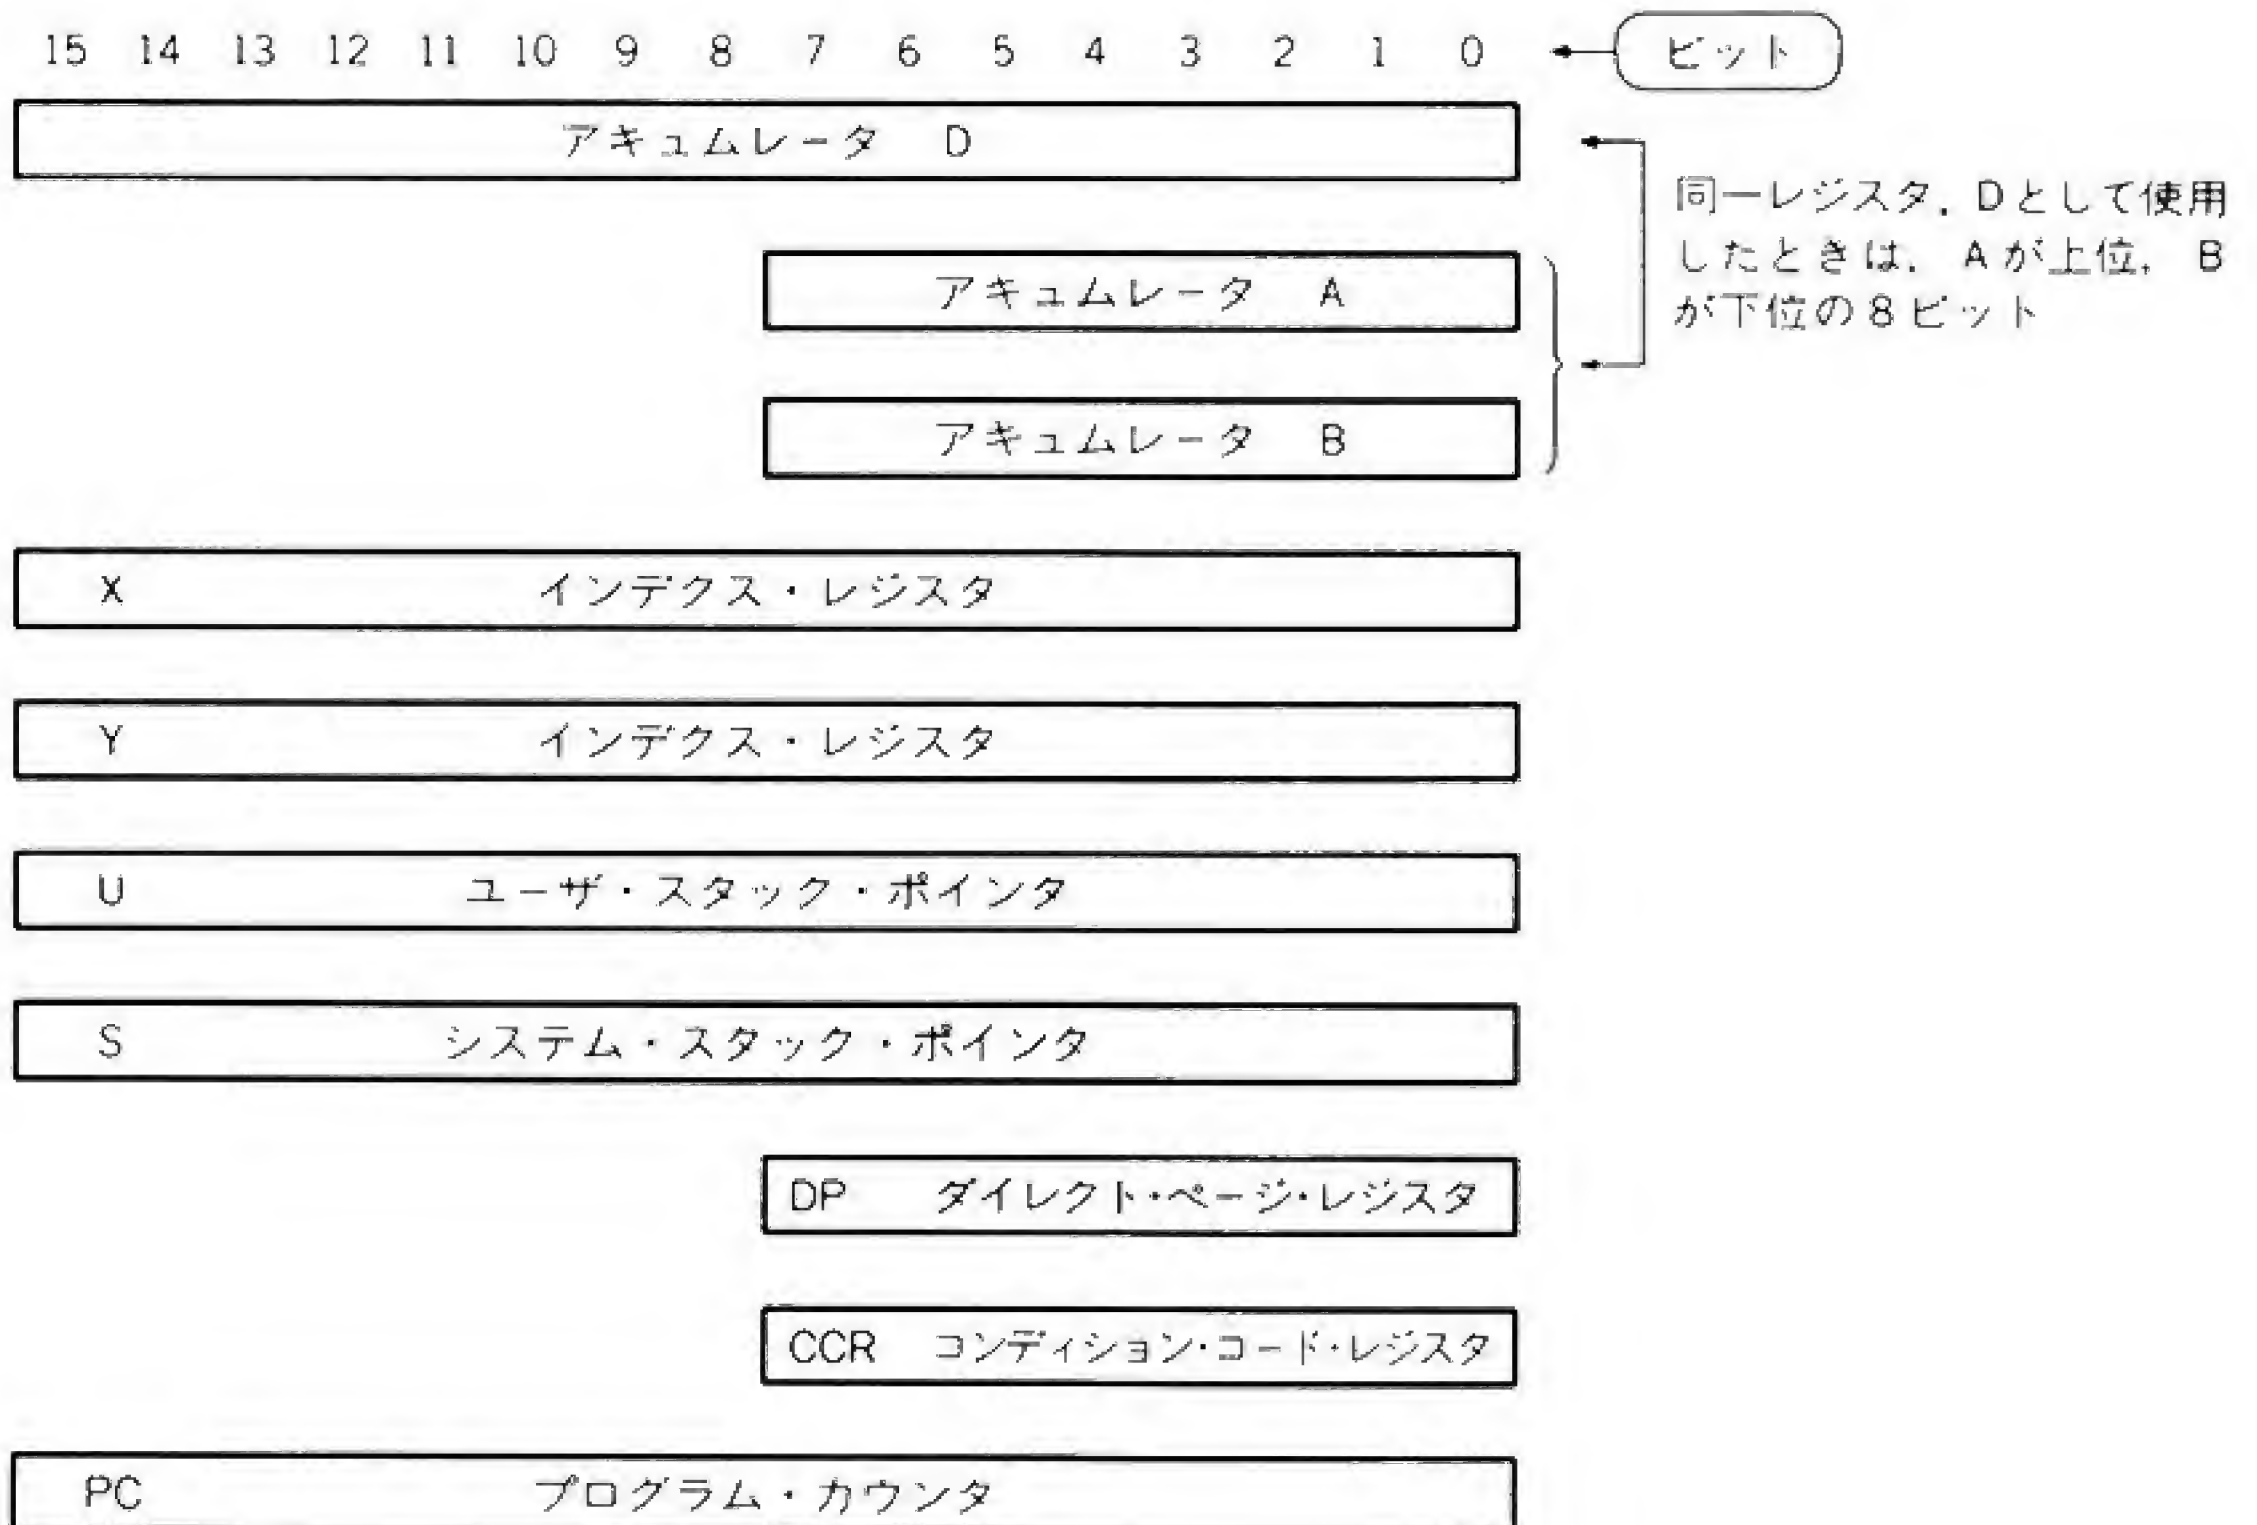 15 14 13 12 11 10 9 8 7 6 5 4 3 2 1 0 ビット
アキュムレータ D
同一レジスタ，Dとして使用
したときは，Aが上位，B
が下位の8ビット
アキュムレータ A
アキュムレータ B
X インデクス・レジスタ
Y インデクス・レジスタ
U ユーザ・スタック・ポインタ
S システム・スタック・ポインタ
DP ダイレクト・ページ・レジスタ
CCR コンディション・コード・レジスタ
PC プログラム・カウンタ